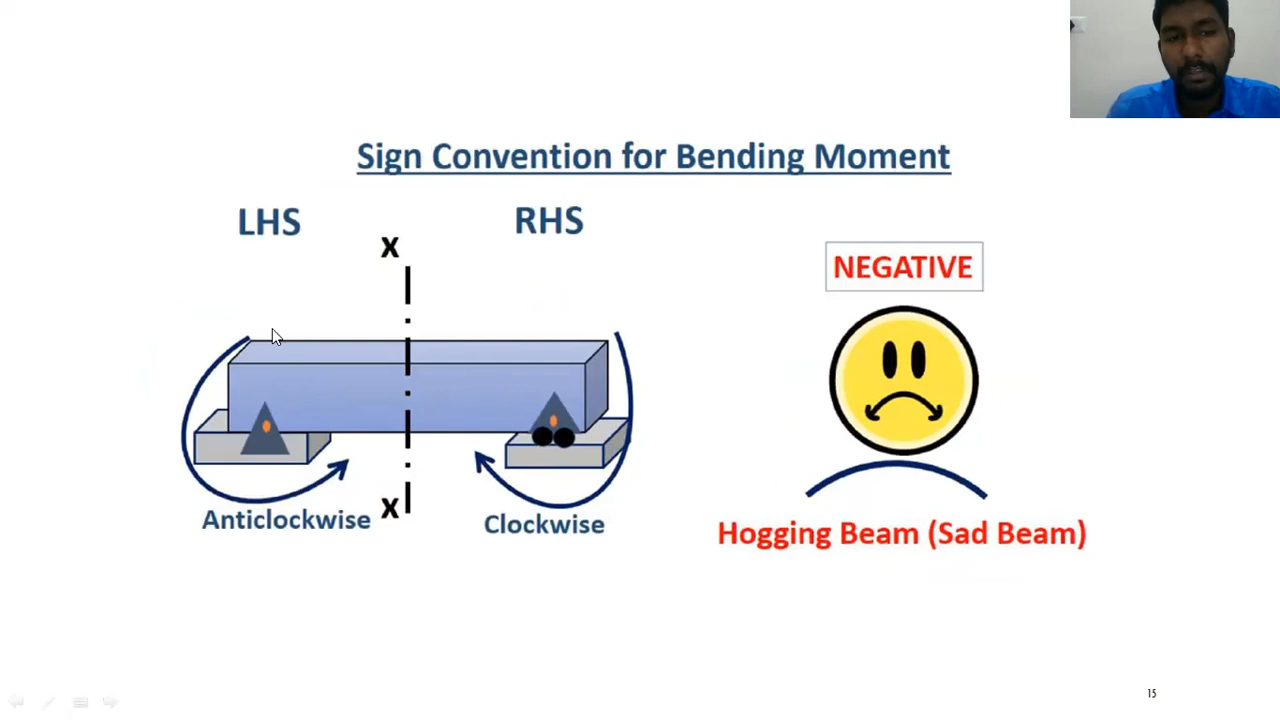 Sign Convention for Bending Moment
LHS
RHS
X
NEGATIVE
Anticlockwise
X
Clockwise
Hogging Beam (Sad Beam)
15